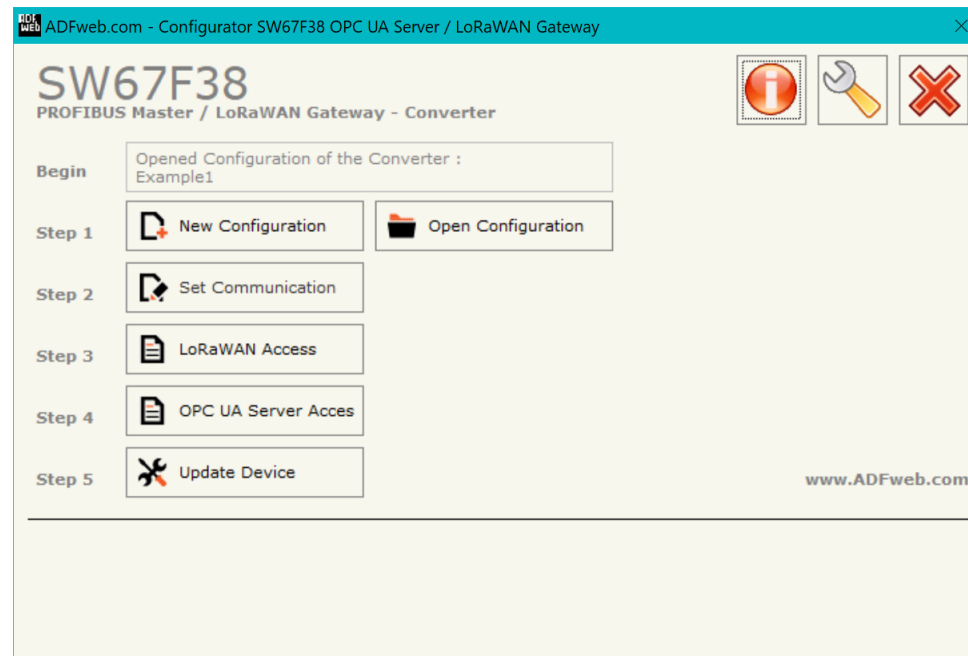 ADF
WEB ADFweb.com - Configurator SW67F38 OPC UA Server / LoRaWAN Gateway
SW67F38
PROFIBUS Master / LoRaWAN Gateway - Converter
Begin
Opened Configuration of the Converter :
Example1
Step 1
New Configuration
Open Configuration
Step 2
Set Communication
Step 3
LoRaWAN Access
Step 4
OPC UA Server Acces
Step 5
Update Device
www.ADFweb.com